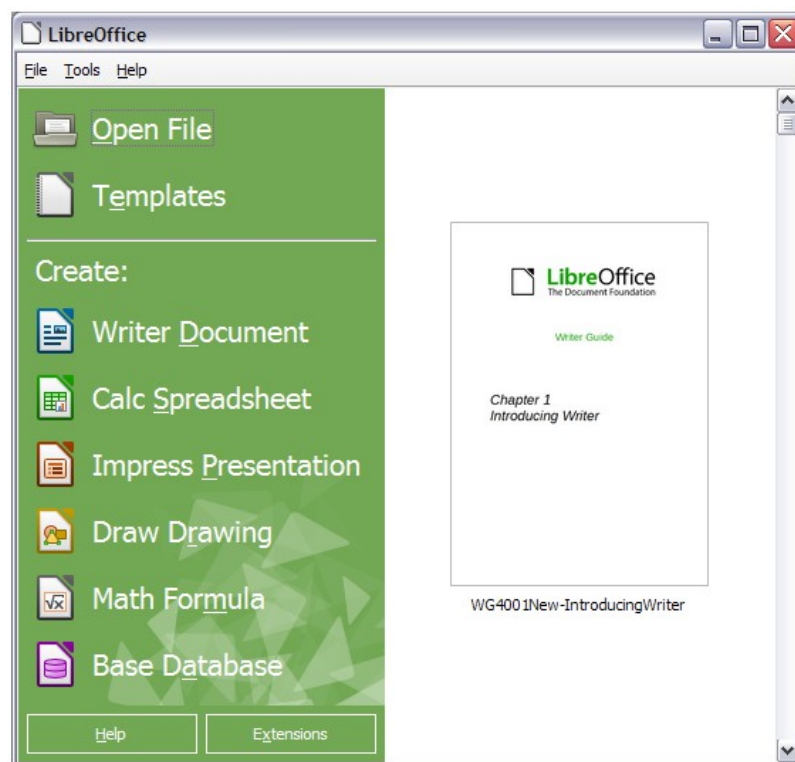 LibreOffice
File Tools Help
Open File
Templates
Create:
Writer Document
Calc Spreadsheet
Impress Presentation
Draw Drawing
Math Formula
Base Database
Help Extensions
LibreOffice
The Document Foundation
Writer Guide
Chapter 1
Introducing Writer
WG4001New-IntroducingWriter